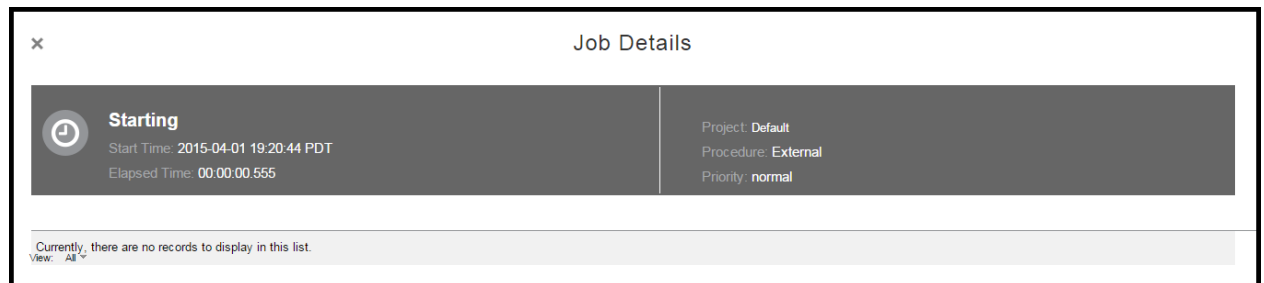 ×
Job Details
Starting
Start Time: 2015-04-01 19:20:44 PDT
Elapsed Time: 00:00:00.555
Project: Default
Procedure: External
Priority: normal
Currently, there are no records to display in this list.
View: All